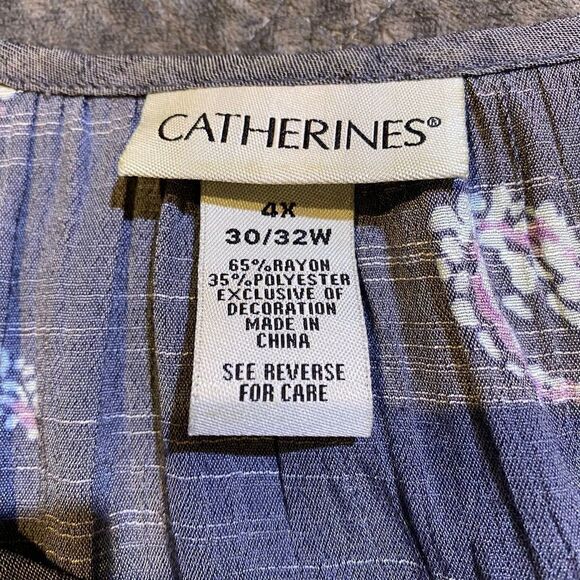 CATHERINES®
4X
30/32W
65%RAYON
35%POLYESTER
EXCLUSIVE OF
DECORATION
MADE IN
CHINA
SEE REVERSE
FOR CARE